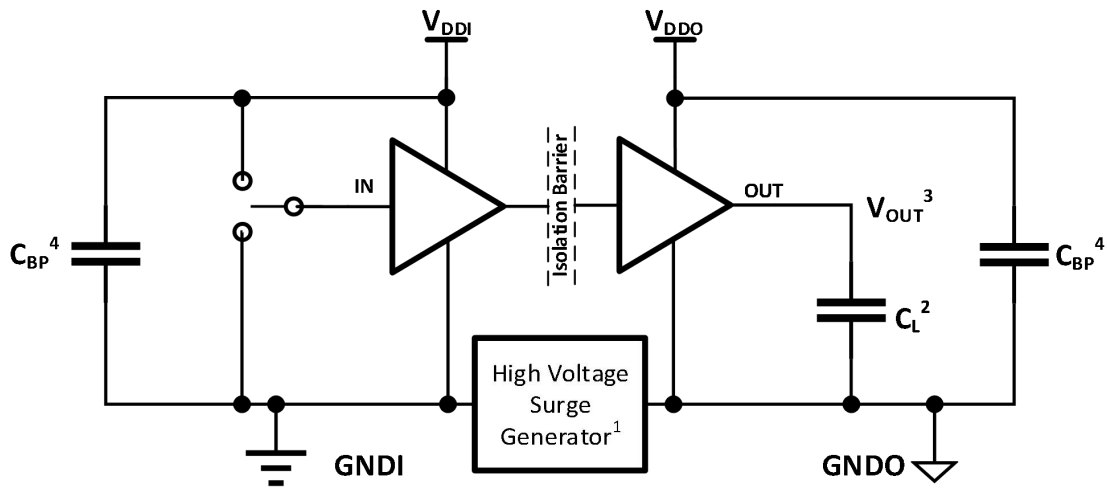 VDDI
VDDO
IN
Isolation Barrier
OUT
VOUT3
CBP4
CBP4
CL2
High Voltage
Surge
Generator1
GNDI
GNDO